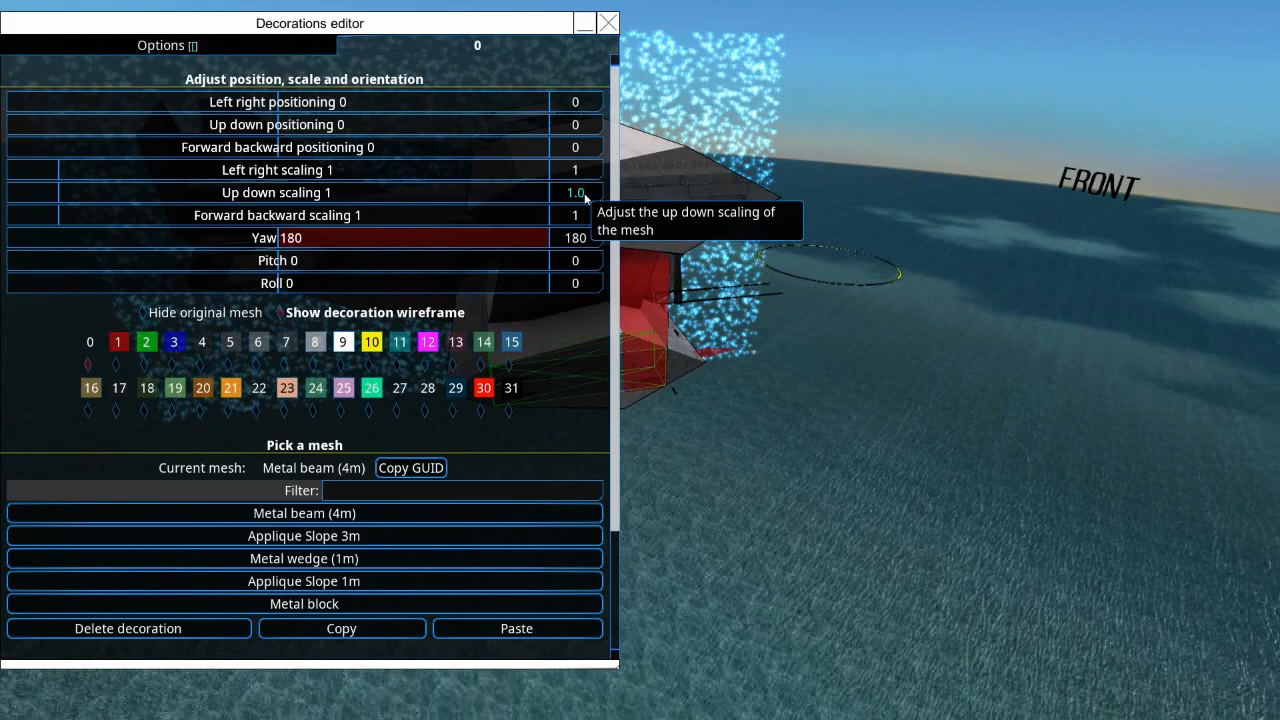 Decorations editor
Options [[]
0
Adjust position, scale and orientation
Left right positioning 0 0
Up down positioning 0 0
Forward backward positioning 0 0
Left right scaling 1 1
Up down scaling 1 1.0
Forward backward scaling 1 1
Adjust the up down scaling of
the mesh
Yaw 180 180
Pitch 0 0
Roll 0 0
Hide original mesh Show decoration wireframe
0 1 2 3 4 5 6 7 8 9 10 11 12 13 14 15
16 17 18 19 20 21 22 23 24 25 26 27 28 29 30 31
Pick a mesh
Current mesh: Metal beam (4m) Copy GUID
Filter:
Metal beam (4m)
Applique Slope 3m
Metal wedge (1m)
Applique Slope 1m
Metal block
Delete decoration Copy Paste
FRONT